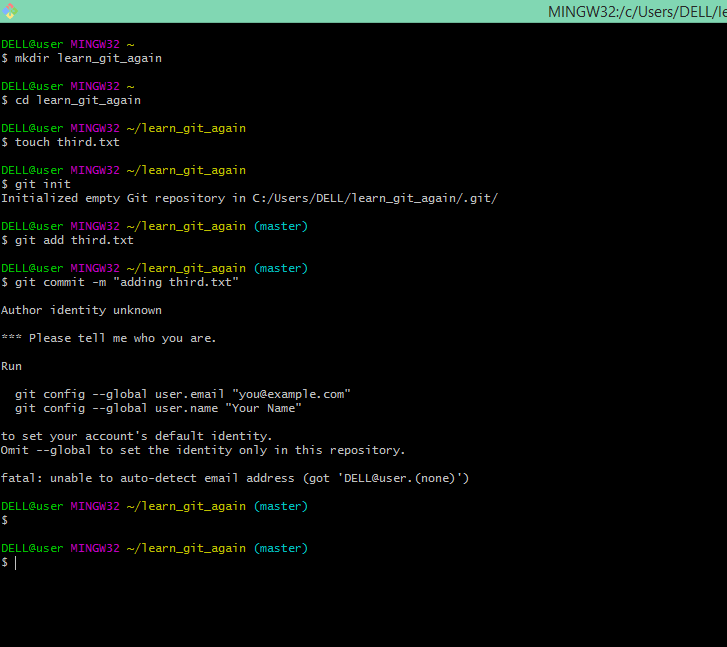 MINGW32:/c/Users/DELL/le
DELL@user MINGW32 ~
$ mkdir learn_git_again
DELL@user MINGW32 ~
$ cd learn_git_again
DELL@user MINGW32 ~/learn_git_again
$ touch third.txt
DELL@user MINGW32 ~/learn_git_again
$ git init
Initialized empty Git repository in C:/Users/DELL/learn_git_again/.git/
DELL@user MINGW32 ~/learn_git_again (master)
$ git add third.txt
DELL@user MINGW32 ~/learn_git_again (master)
$ git commit -m "adding third.txt"
Author identity unknown
*** Please tell me who you are.
Run
git config --global user.email "you@example.com"
git config --global user.name "Your Name"
to set your account's default identity.
Omit --global to set the identity only in this repository.
fatal: unable to auto-detect email address (got 'DELL@user.(none)')
DELL@user MINGW32 ~/learn_git_again (master)
$
DELL@user MINGW32 ~/learn_git_again (master)
$